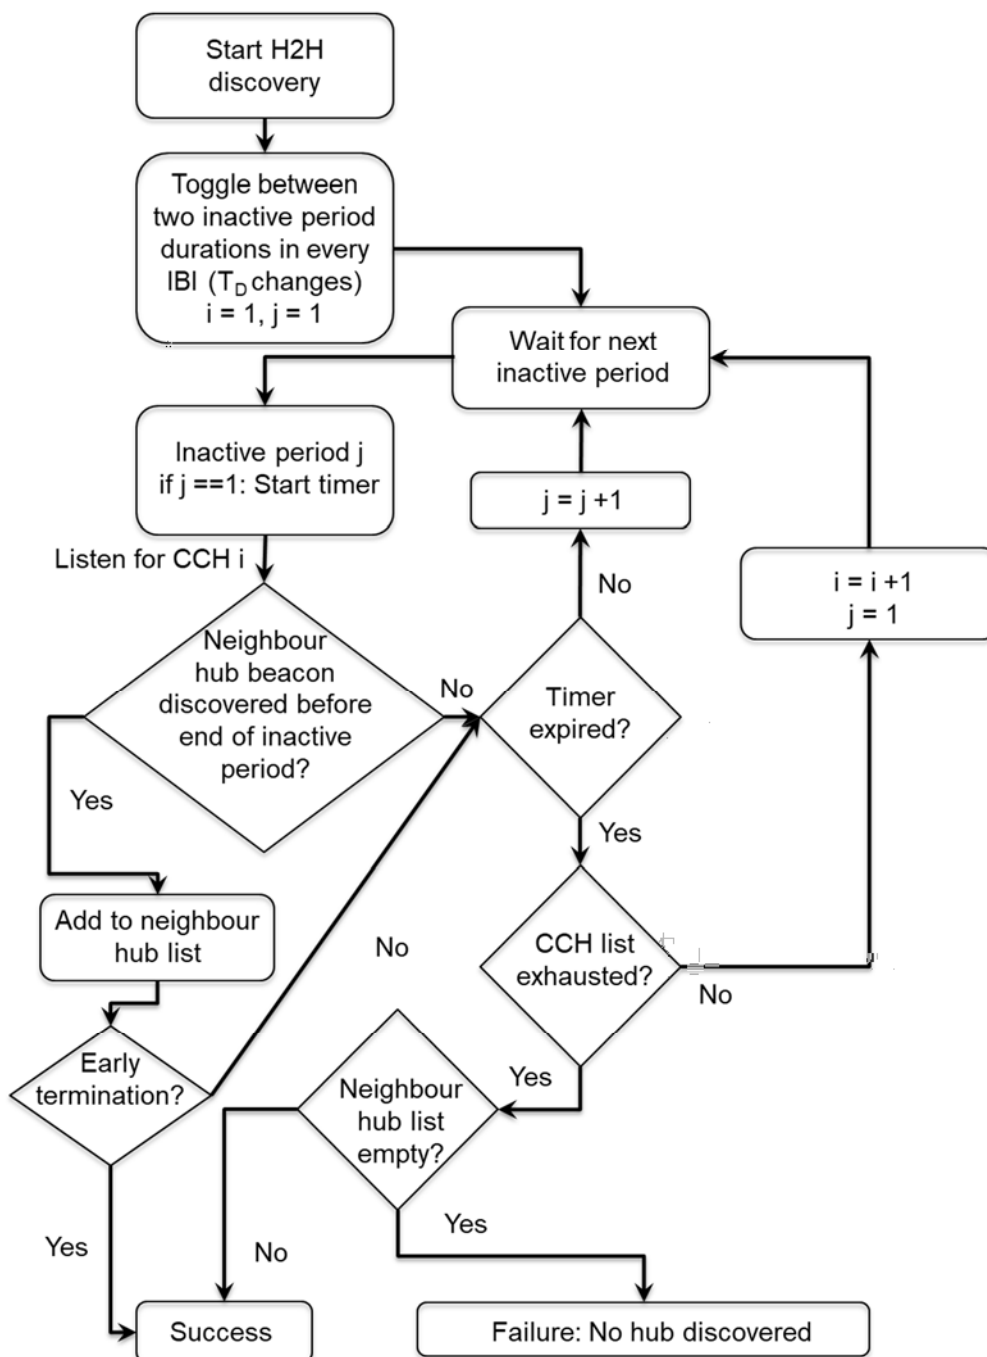 Start H2H
discovery
Toggle between
two inactive period
durations in every
IBI (T_D changes)
i = 1, j = 1
Wait for next
inactive period
Inactive period j
if j ==1: Start timer
j = j +1
Listen for CCH i
No
i = i +1
j = 1
Neighbour
hub beacon
discovered before
end of inactive
period?
No
Timer
expired?
Yes
Yes
Add to neighbour
hub list
No
CCH list
exhausted?
No
Early
termination?
Yes
Neighbour
hub list
empty?
Yes
No
Yes
Success
Failure: No hub discovered